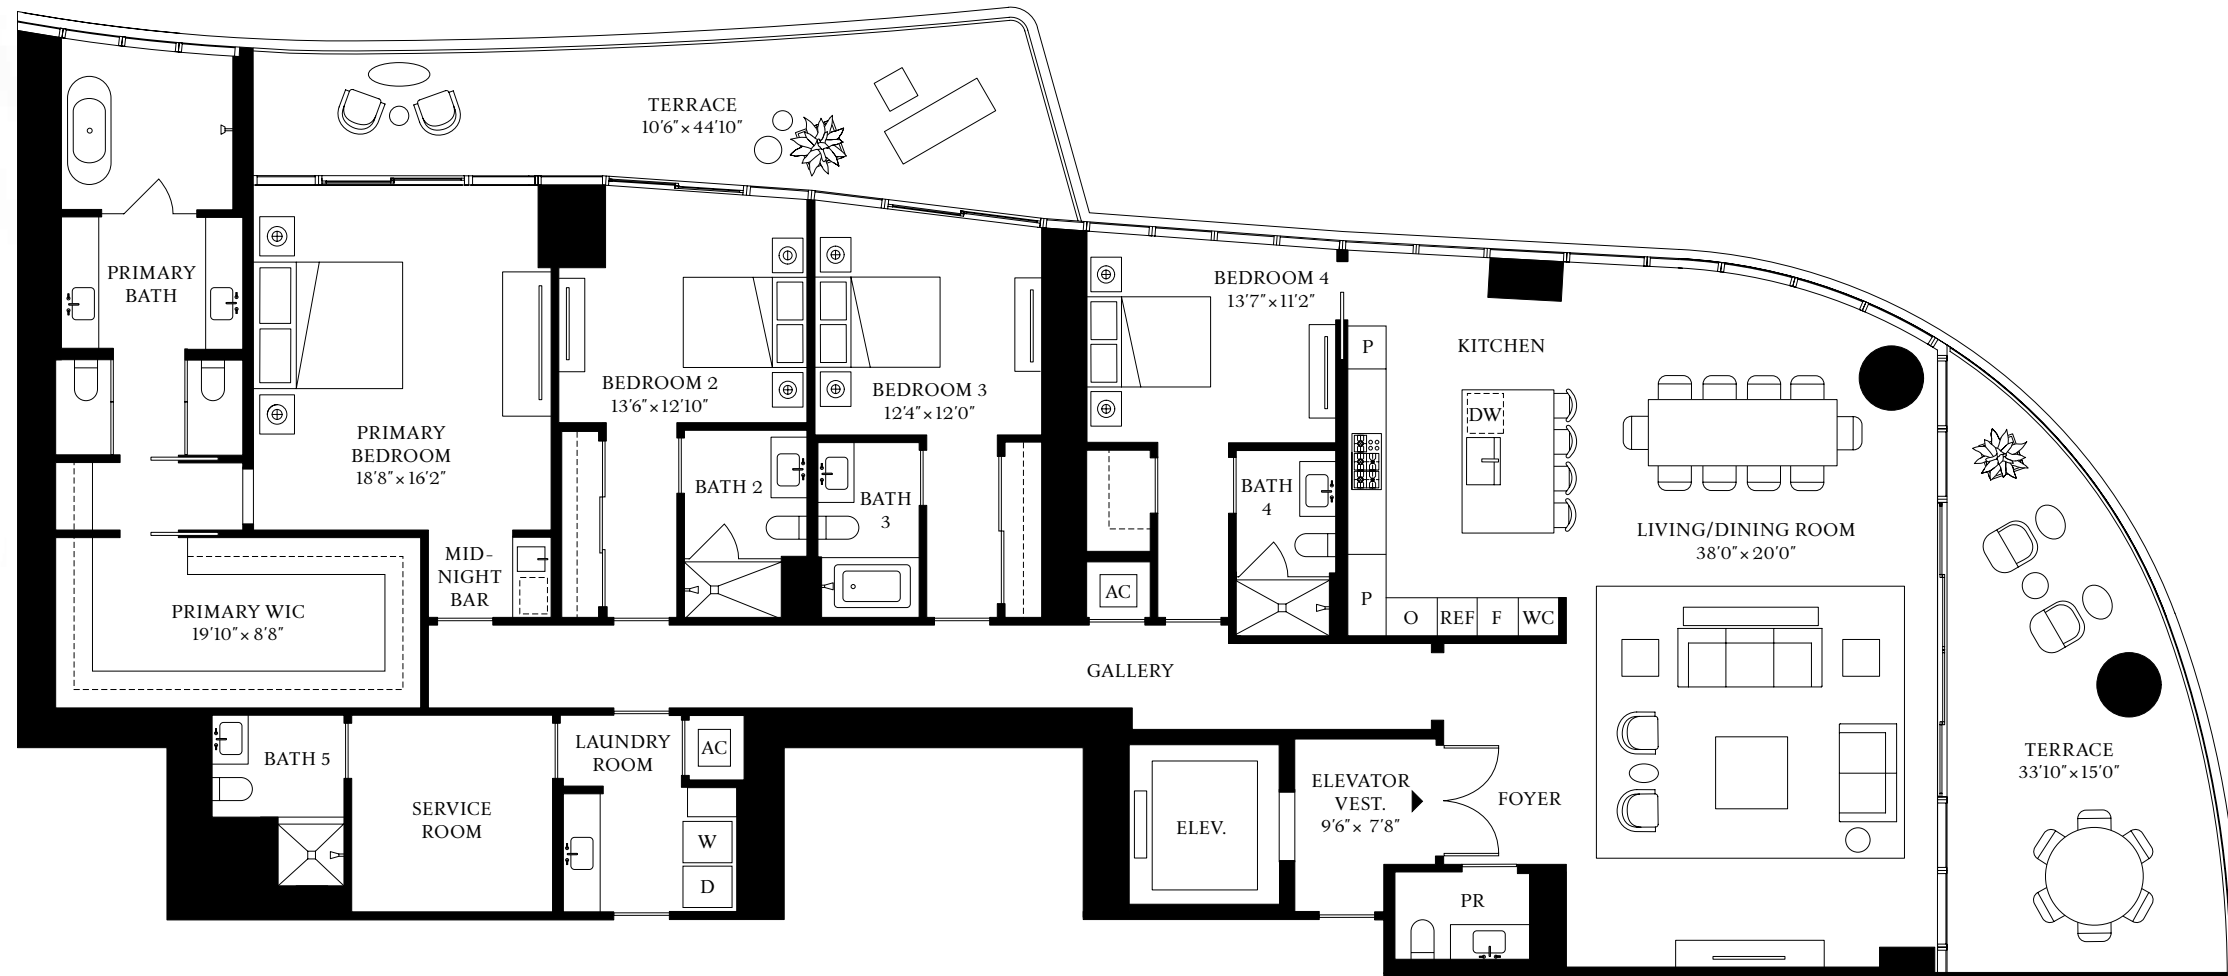 TERRACE
10'6"×44'10"
PRIMARY
BATH
BEDROOM 4
13'7"×11'2"
P
KITCHEN
BEDROOM 2
13'6"×12'10"
BEDROOM 3
12'4"×12'0"
DW
PRIMARY
BEDROOM
18'8"×16'2"
BATH 2
BATH
3
BATH
4
LIVING/DINING ROOM
38'0"×20'0"
MID-
NIGHT
BAR
AC
P
O
REF
F
WC
PRIMARY WIC
19'10"×8'8"
GALLERY
BATH 5
LAUNDRY
ROOM
AC
TERRACE
33'10"×15'0"
SERVICE
ROOM
ELEVATOR
VEST.
9'6"× 7'8"
FOYER
ELEV.
W
D
PR